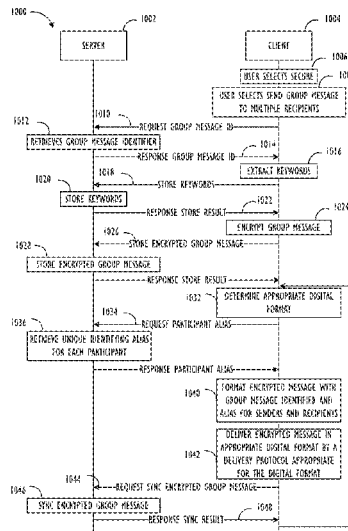 1000
1002
1004
SERVER
CLIENT
1006
USER SELECTS SECURE
USER SELECTS SEND GROUP MESSAGE
TO MULTIPLE RECIPIENTS
1010
REQUEST GROUP MESSAGE ID
1012
RETRIEVES GROUP MESSAGE IDENTIFIER
1014
RESPONSE GROUP MESSAGE ID
1016
EXTRACT KEYWORDS
1018
STORE KEYWORDS
1020
STORE KEYWORDS
1022
RESPONSE STORE RESULT
1024
ENCRYPT GROUP MESSAGE
1026
STORE ENCRYPTED GROUP MESSAGE
1028
STORE ENCRYPTED GROUP MESSAGE
RESPONSE STORE RESULT
1032
DETERMINE APPROPRIATE DIGITAL
FORMAT
1034
REQUEST PARTICIPANT ALIAS
1036
RETRIEVE UNIQUE IDENTIFYING ALIAS
FOR EACH PARTICIPANT
RESPONSE PARTICIPANT ALIAS
1040
FORMAT ENCRYPTED MESSAGE WITH
GROUP MESSAGE IDENTIFIED AND
ALIAS FOR SENDERS AND RECIPIENTS
1042
DELIVER ENCRYPTED MESSAGE IN
APPROPRIATE DIGITAL FORMAT BY A
DELIVERY PROTOCOL APPROPRIATE
FOR THE DIGITAL FORMAT
1044
REQUEST SYNC ENCRYPTED GROUP MESSAGE
1046
SYNC ENCRYPTED GROUP MESSAGE
1048
RESPONSE SYNC RESULT